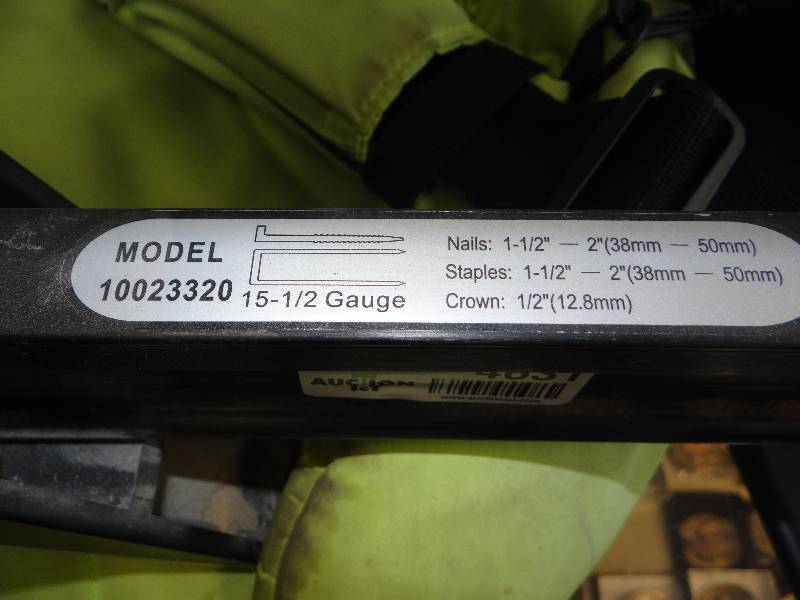 MODEL
10023320
15-1/2 Gauge
Nails: 1-1/2" — 2"(38mm — 50mm)
Staples: 1-1/2" — 2"(38mm — 50mm)
Crown: 1/2"(12.8mm)
AUCTION